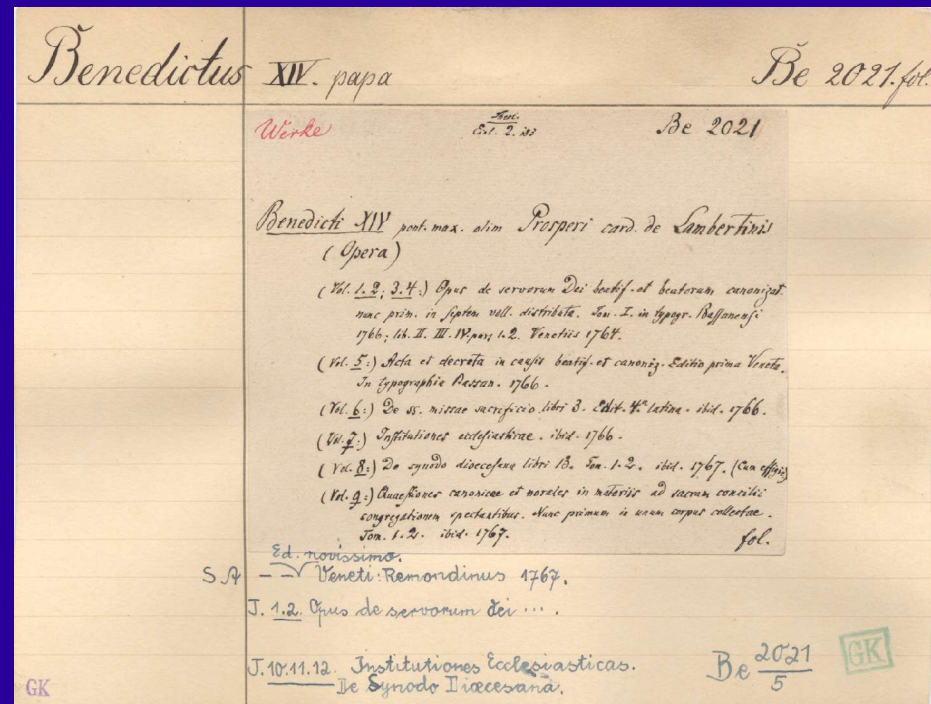 Benedictus XIV. papa Be 2021. fol.
Werke Be 2021
Benedicti XIV pont. max. olim Prosperi card. de Lambertinis
(Opera)
(Vol. 1.2; 3.4:) Opus de servorum Dei beatif. et beatorum canonizat.
nunc prim. in septem voll. distributa. Tom. I. in typogr. Bassanensi
1766; lib. II. III. IV. pars 1.2. Venetiis 1764.
(Vol. 5:) Acta et decreta in causis beatif. et canoniz. Editio prima Veneta.
In typographia Bassan. 1766.
(Vol. 6:) De ss. missae sacrificio libri 3. Edit. 4.a latina. ibid. 1766.
(Vol. 7:) Institutiones ecclesiasticae. ibid. 1766.
(Vol. 8:) De synodo dioecesana libri 13. Tom. 1.2. ibid. 1767. (Cum effigie)
(Vol. 9:) Quaestiones canonicae et morales in materiis ad sacram concilii
congregationem spectantibus. Nunc primum in unum corpus collectae.
Tom. 1.2. ibid. 1767. fol.
Ed. novissima.
S.A. – – Veneti: Remondinus 1767.
J. 1.2. Opus de servorum Dei ....
J. 10.11.12. Institutiones Ecclesiasticas. Be 2021/5 GK
De Synodo Diœcesana.
GK